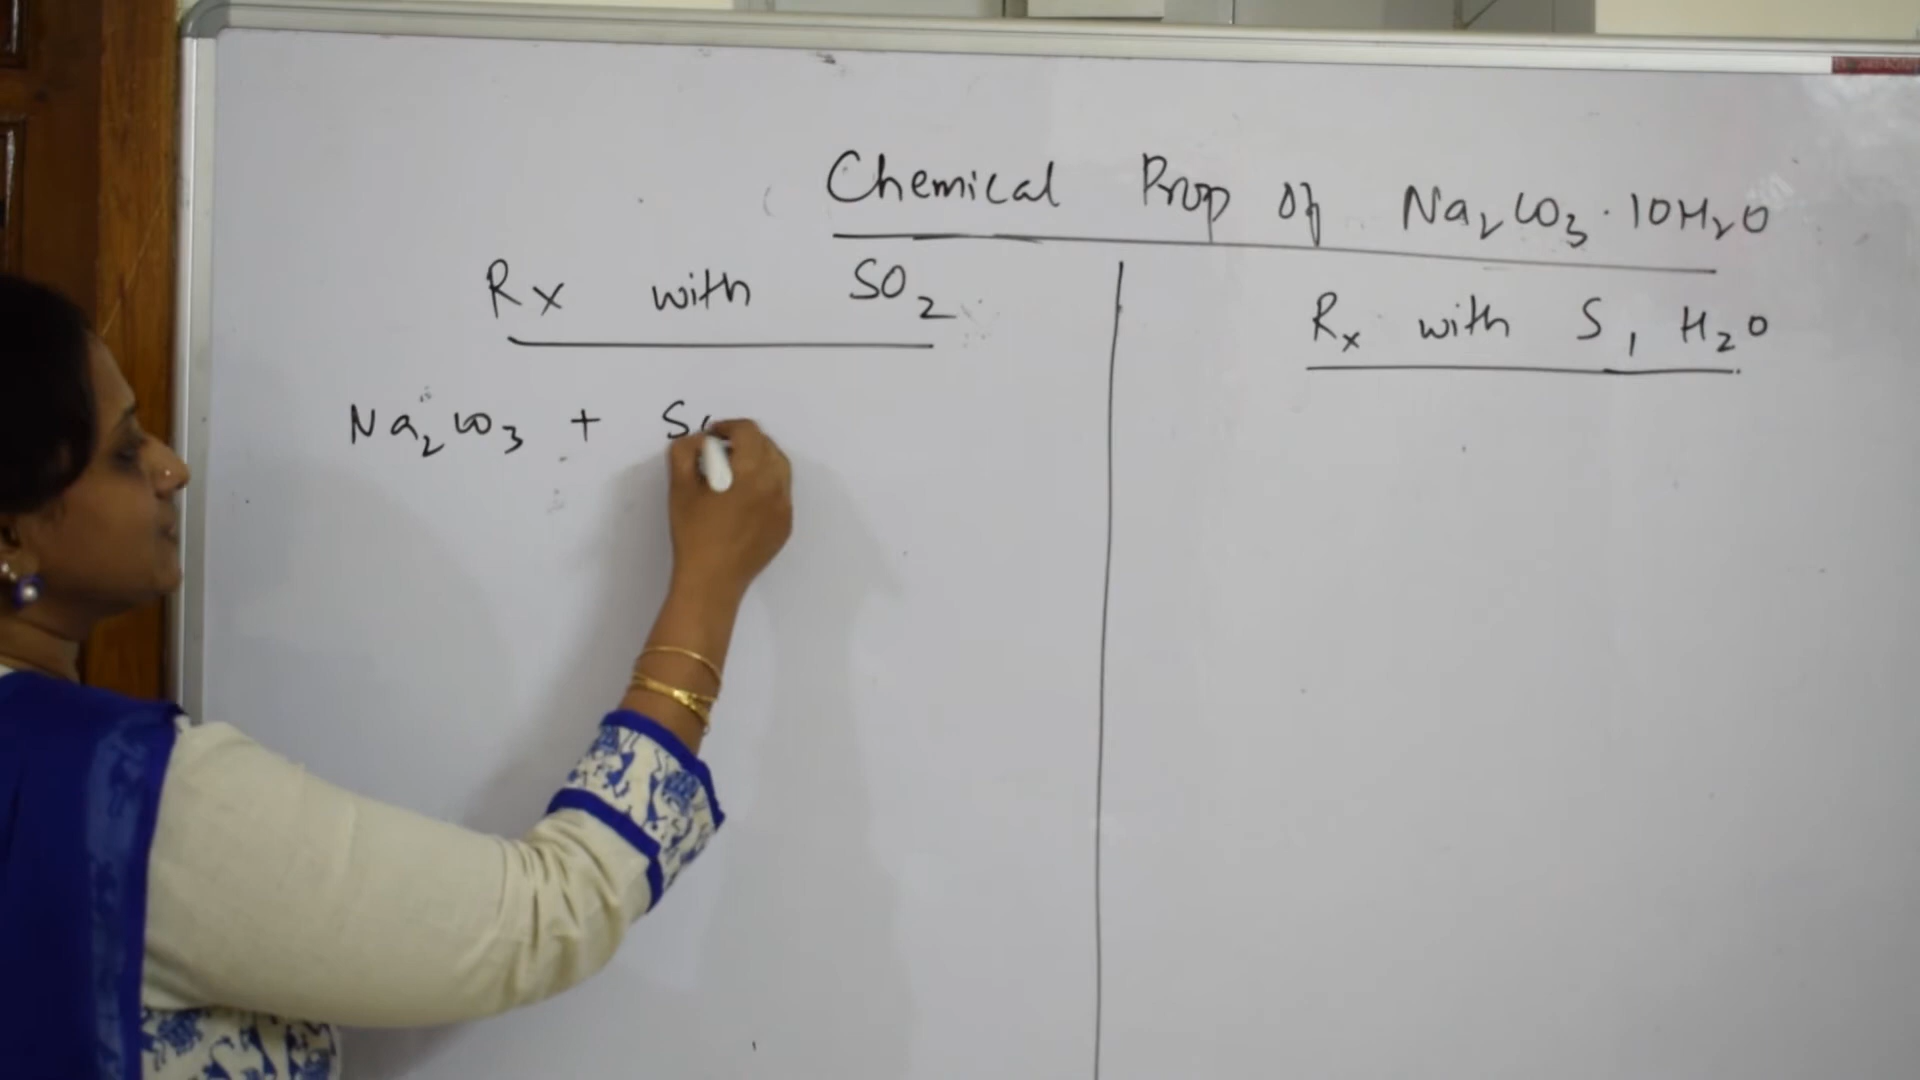 Chemical Prop of Na₂CO₃·10H₂O
Rx with SO₂
Na₂CO₃ + S
Rx with S, H₂O